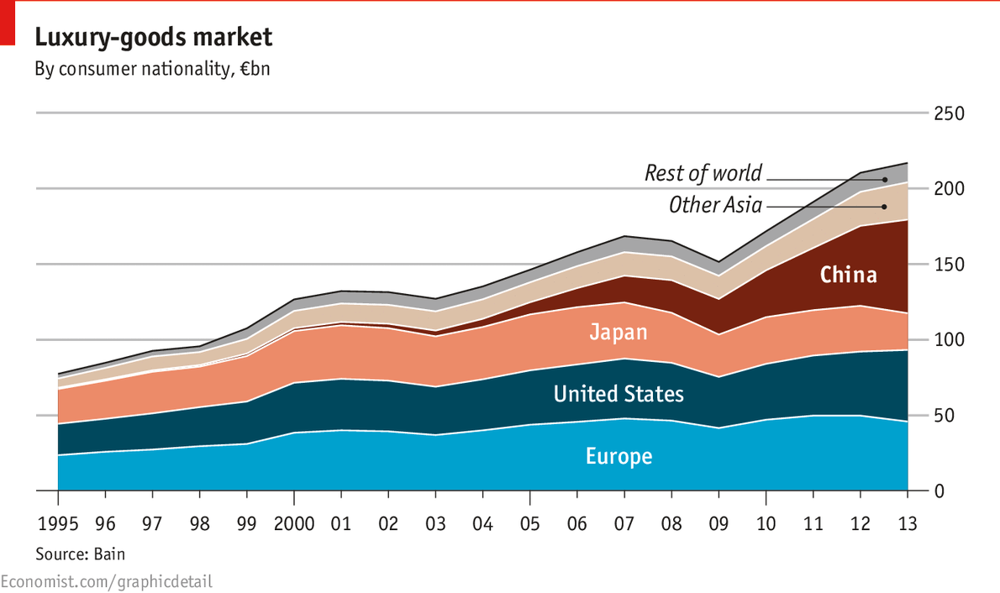 Luxury-goods market
By consumer nationality, €bn
250
Rest of world
200
Other Asia
150
China
100
Japan
United States
50
Europe
0
1995 96 97 98 99 2000 01 02 03 04 05 06 07 08 09 10 11 12 13
Source: Bain
Economist.com/graphicdetail